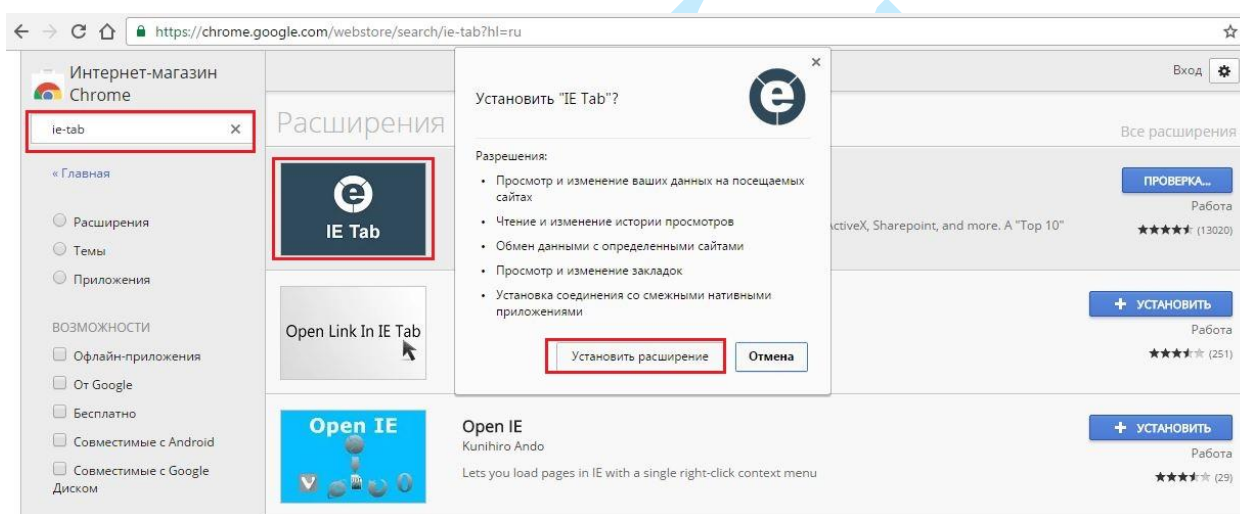 https://chrome.google.com/webstore/search/ie-tab?hl=ru
Интернет-магазин
Chrome
ie-tab
« Главная
Расширения
Темы
Приложения
ВОЗМОЖНОСТИ
Офлайн-приложения
От Google
Бесплатно
Совместимые с Android
Совместимые с Google
Диском
Вход
Расширения
Все расширения
IE Tab
ПРОВЕРКА...
Работа
ActiveX, Sharepoint, and more. A "Top 10"
(13020)
Open Link In IE Tab
УСТАНОВИТЬ
Работа
(251)
Open IE
Open IE
Kunihiro Ando
Lets you load pages in IE with a single right-click context menu
УСТАНОВИТЬ
Работа
(29)
Установить "IE Tab"?
Разрешения:
• Просмотр и изменение ваших данных на посещаемых
сайтах
• Чтение и изменение истории просмотров
• Обмен данными с определенными сайтами
• Просмотр и изменение закладок
• Установка соединения со смежными нативными
приложениями
Установить расширение
Отмена